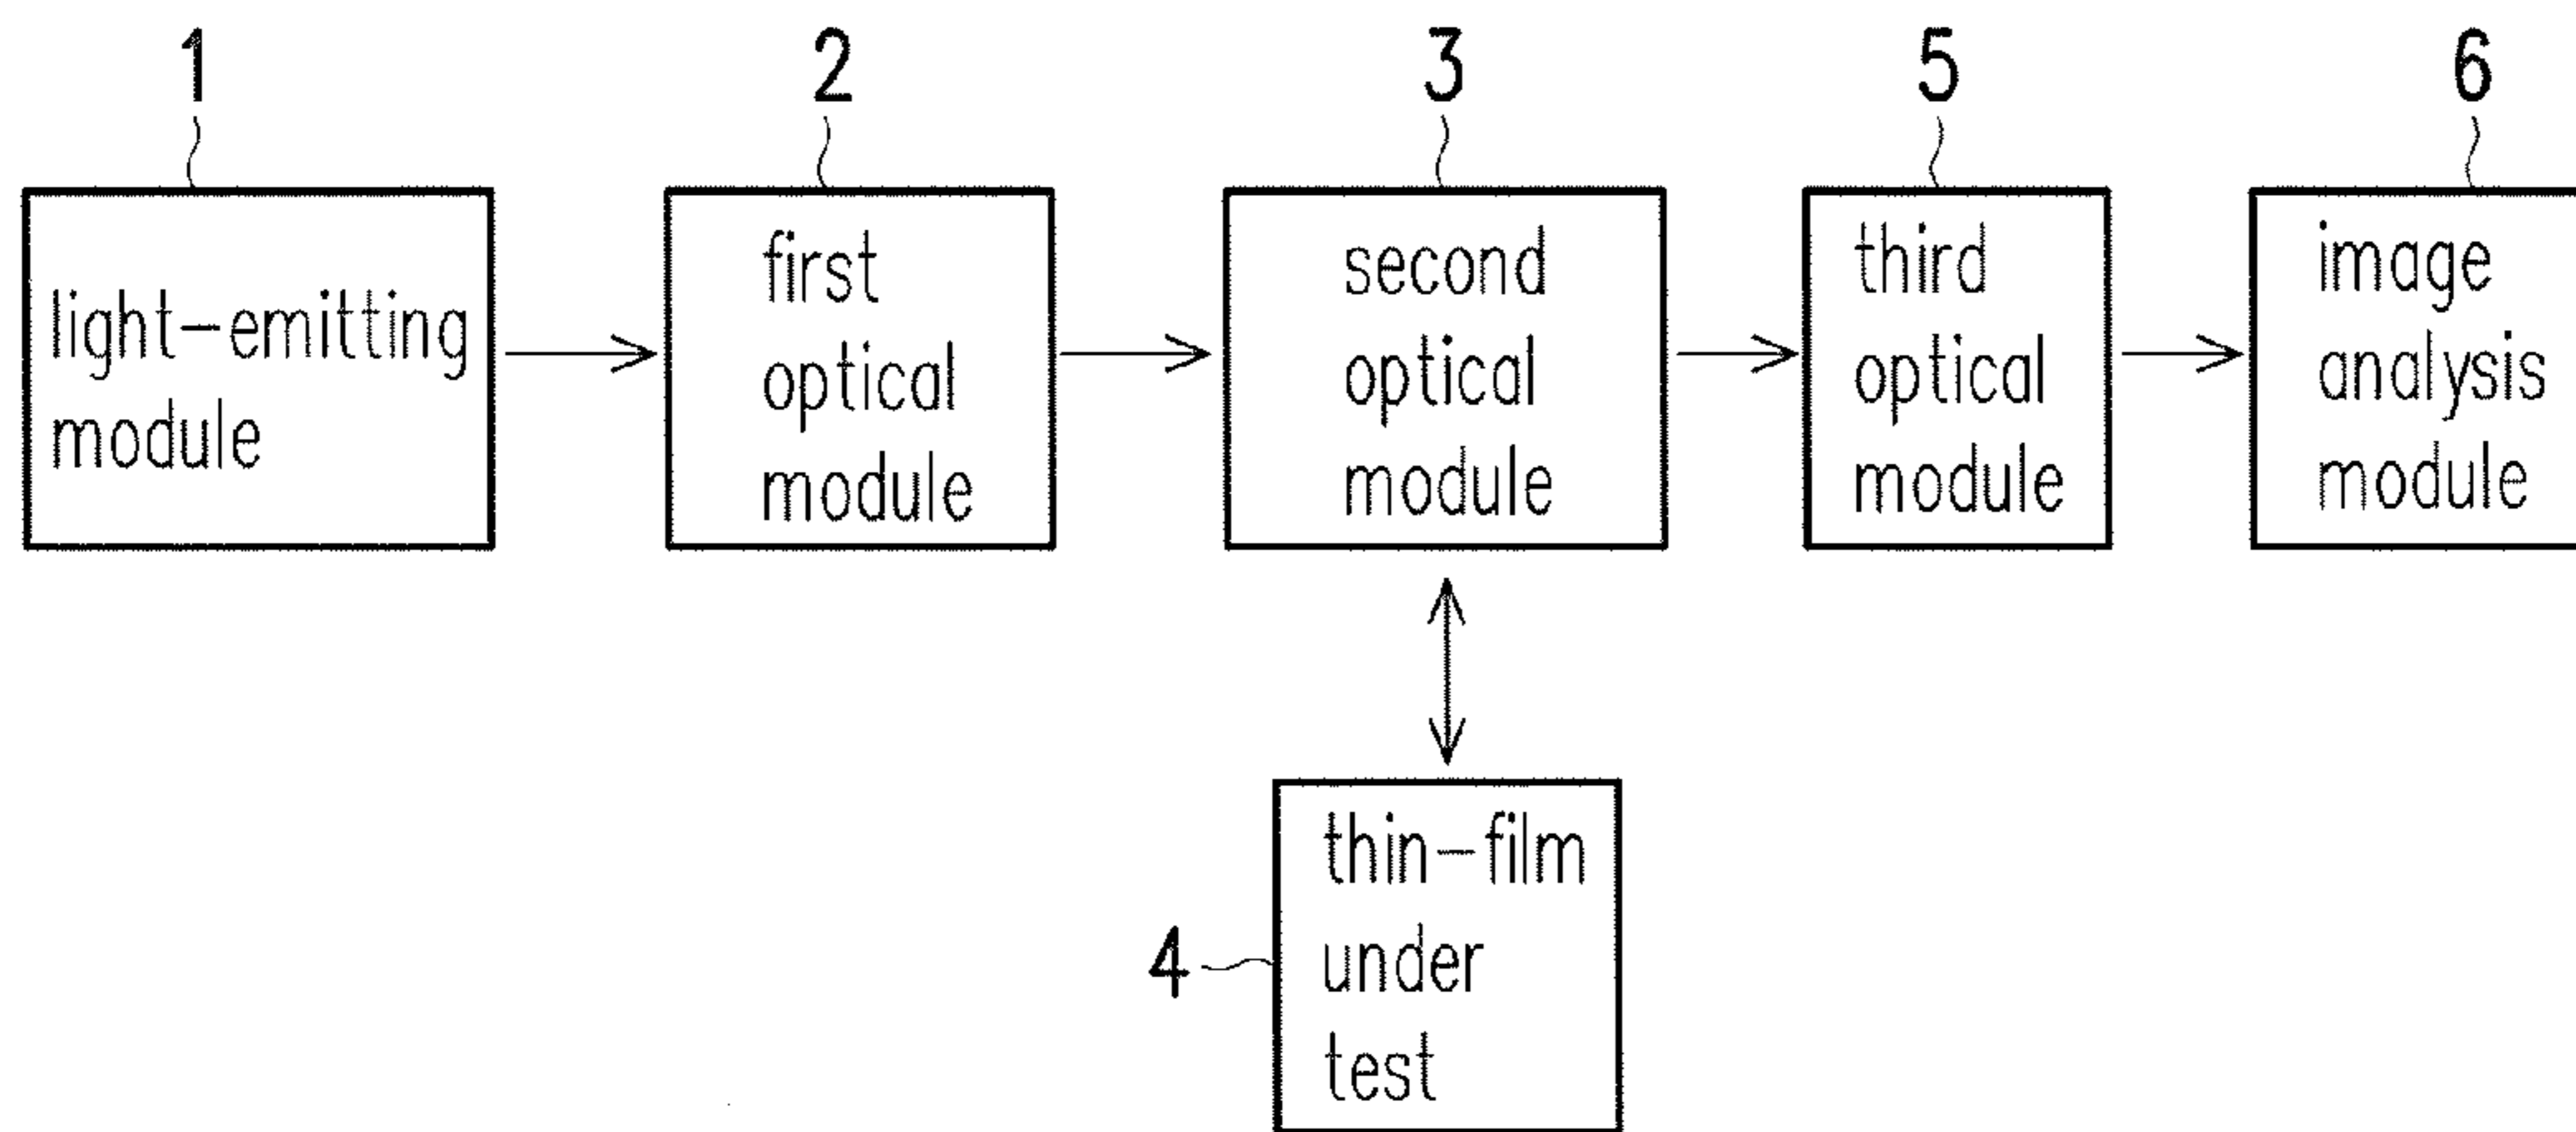 1
2
3
5
6
light-emitting
module
first
optical
module
second
optical
module
third
optical
module
image
analysis
module
4
thin-film
under
test